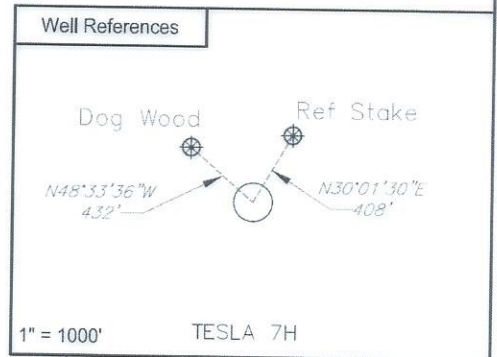 Well References
Dog Wood
Ref Stake
N48°33'36"W
432'
N30°01'30"E
408'
1" = 1000'
TESLA 7H